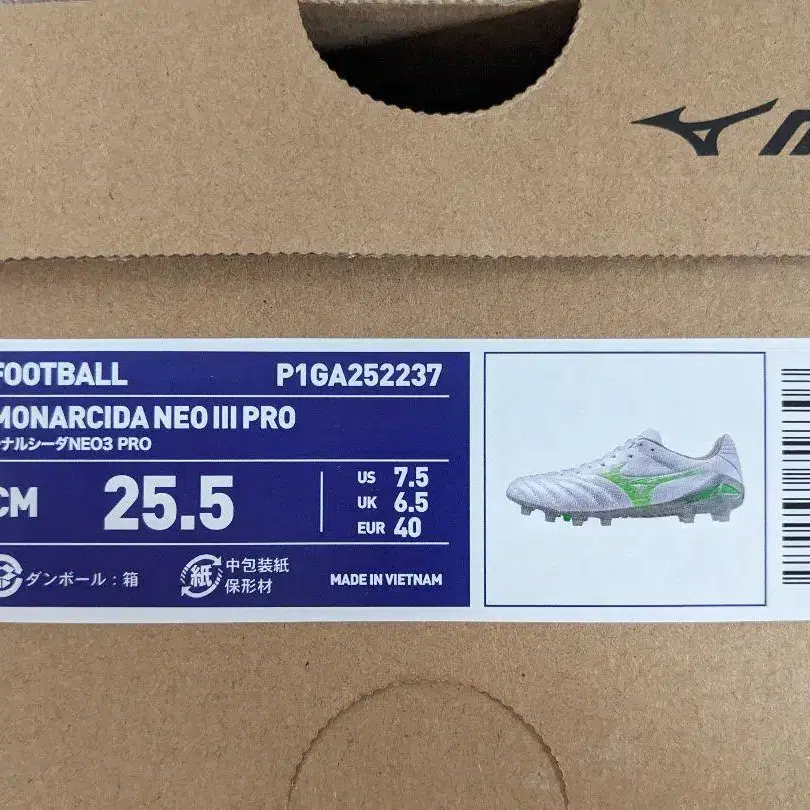 FOOTBALL P1GA252237
MONARCIDA NEO III PRO
ナルシーダNEO3 PRO
CM 25.5
US 7.5
UK 6.5
EUR 40
ダンボール：箱
紙 中包装紙
保形材
MADE IN VIETNAM